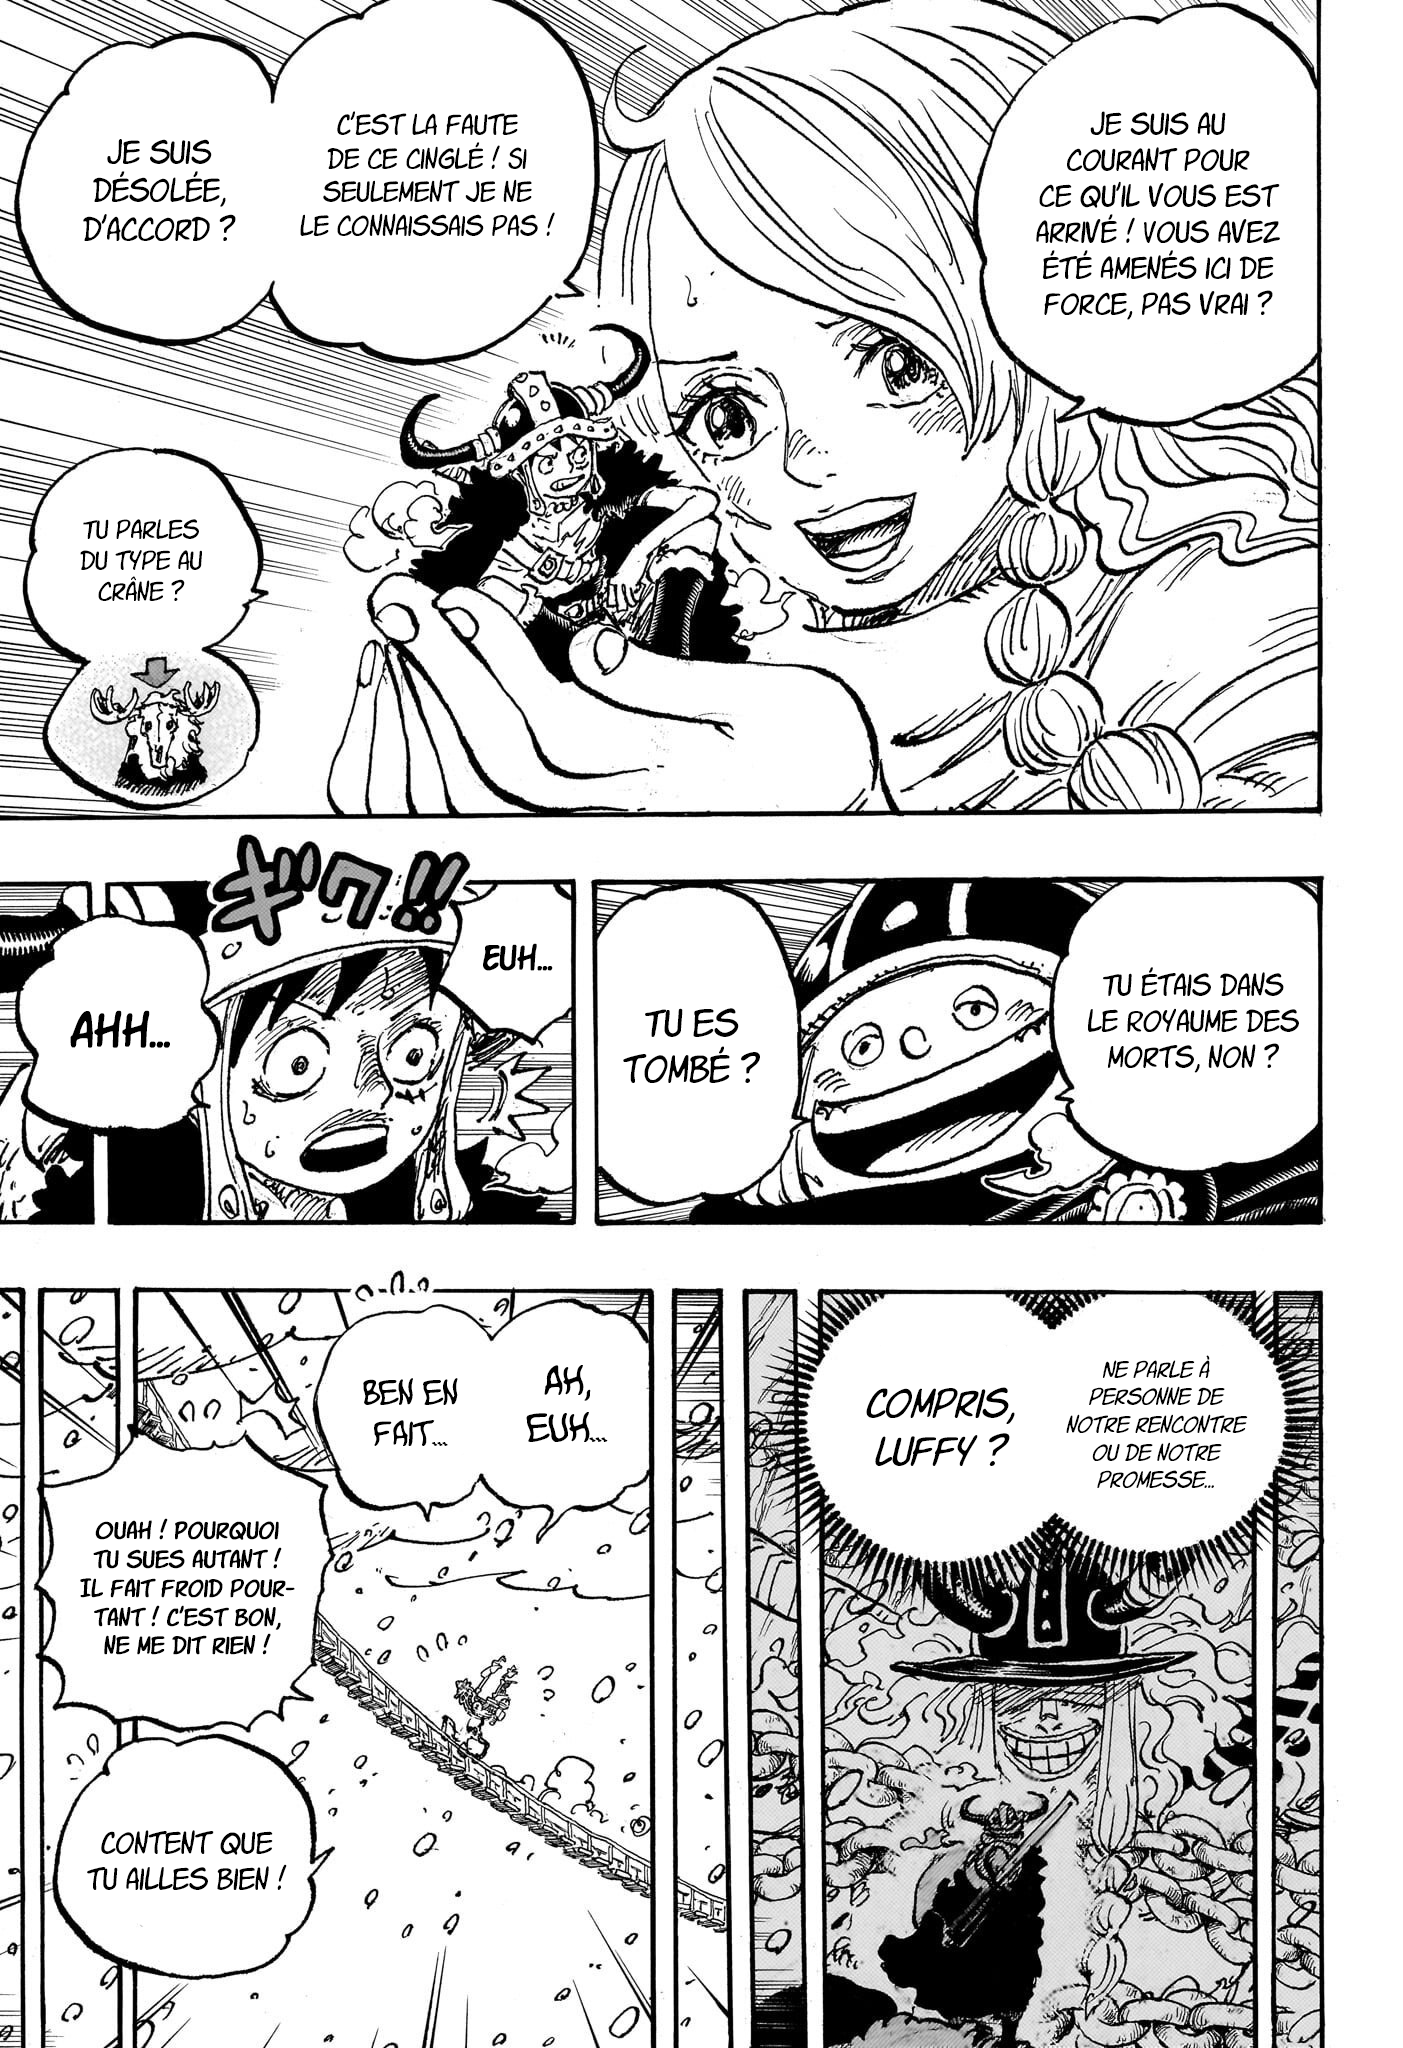 JE SUIS AU
COURANT POUR
CE QU'IL VOUS EST
ARRIVÉ ! VOUS AVEZ
ÉTÉ AMENÉS ICI DE
FORCE, PAS VRAI ?
C'EST LA FAUTE
DE CE CINGLÉ ! SI
SEULEMENT JE NE
LE CONNAISSAIS PAS !
JE SUIS
DÉSOLÉE,
D'ACCORD ?
TU PARLES
DU TYPE AU
CRÂNE ?
TU ÉTAIS DANS
LE ROYAUME DES
MORTS, NON ?
TU ES
TOMBÉ ?
ギクッ!!
EUH...
AHH...
NE PARLE À
PERSONNE DE
NOTRE RENCONTRE
OU DE NOTRE
PROMESSE...
COMPRIS,
LUFFY ?
AH,
EUH...
BEN EN
FAIT...
OUAH ! POURQUOI
TU SUES AUTANT !
IL FAIT FROID POUR-
TANT ! C'EST BON,
NE ME DIT RIEN !
CONTENT QUE
TU AILLES BIEN !